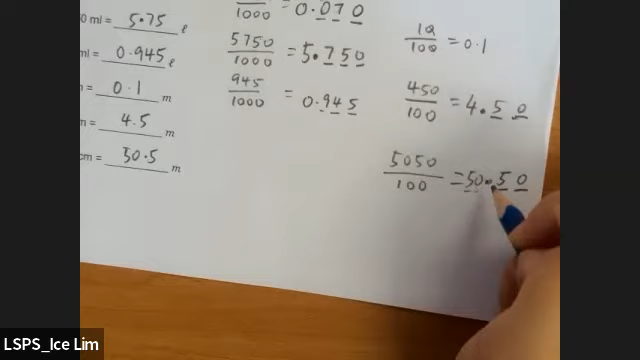 0 ml = 5.75 ℓ
ml = 0.945 ℓ
= 0.1 m
= 4.5 m
cm = 50.5 m
1000 = 0.070
5750/1000 = 5.750
945/1000 = 0.945
10/100 = 0.1
450/100 = 4.50
5050/100 = 50.50
LSPS_Ice Lim